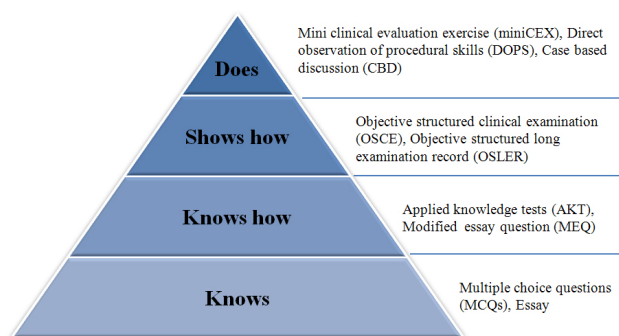 Mini clinical evaluation exercise (miniCEX), Direct
observation of procedural skills (DOPS), Case based
discussion (CBD)
Does
Objective structured clinical examination
(OSCE), Objective structured long
examination record (OSLER)
Shows how
Applied knowledge tests (AKT),
Modified essay question (MEQ)
Knows how
Multiple choice questions
(MCQs), Essay
Knows